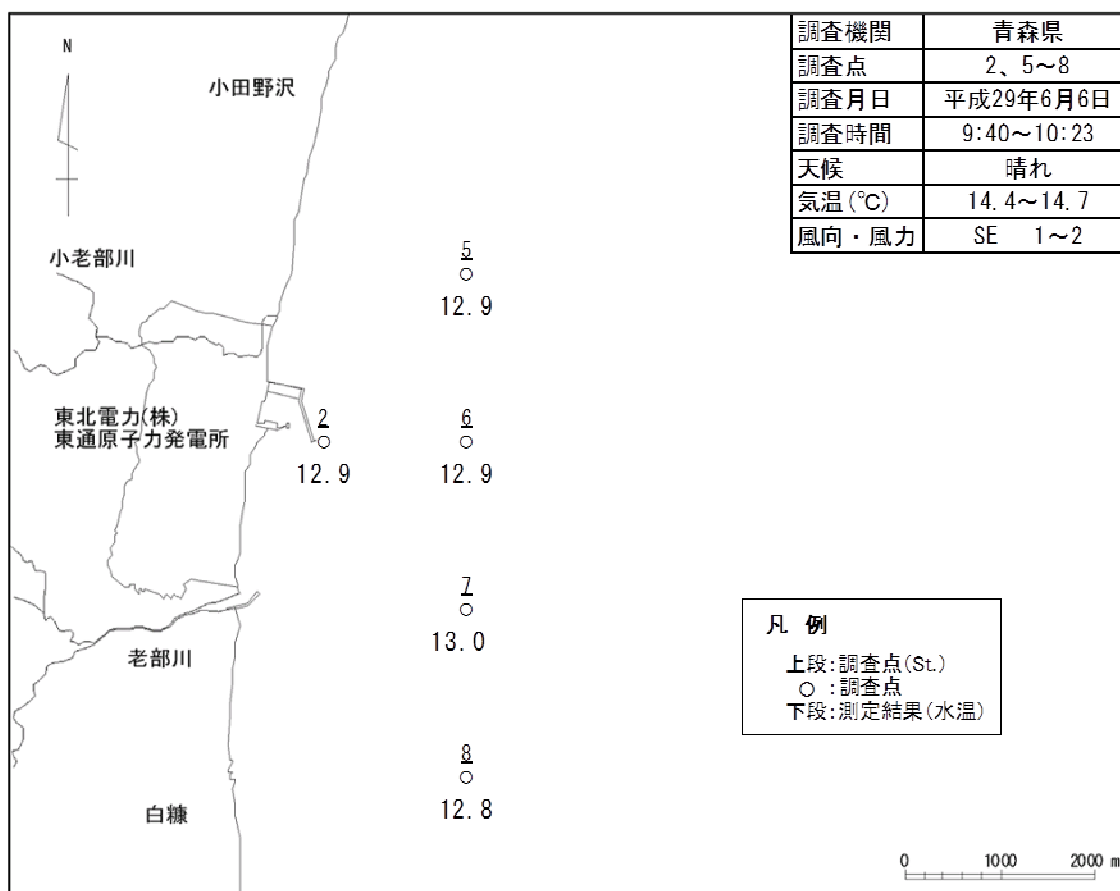 調査機関 青森県
調査点 2、5~8
調査月日 平成29年6月6日
調査時間 9:40~10:23
天候 晴れ
気温(℃) 14.4~14.7
風向・風力 SE 1~2
N
小田野沢
小老部川
5
○
12.9
東北電力(株)
東通原子力発電所
2
○
12.9
6
○
12.9
7
○
13.0
老部川
凡 例
上段:調査点(St.)
○ :調査点
下段:測定結果(水温)
8
○
12.8
白糠
0 1000 2000 m